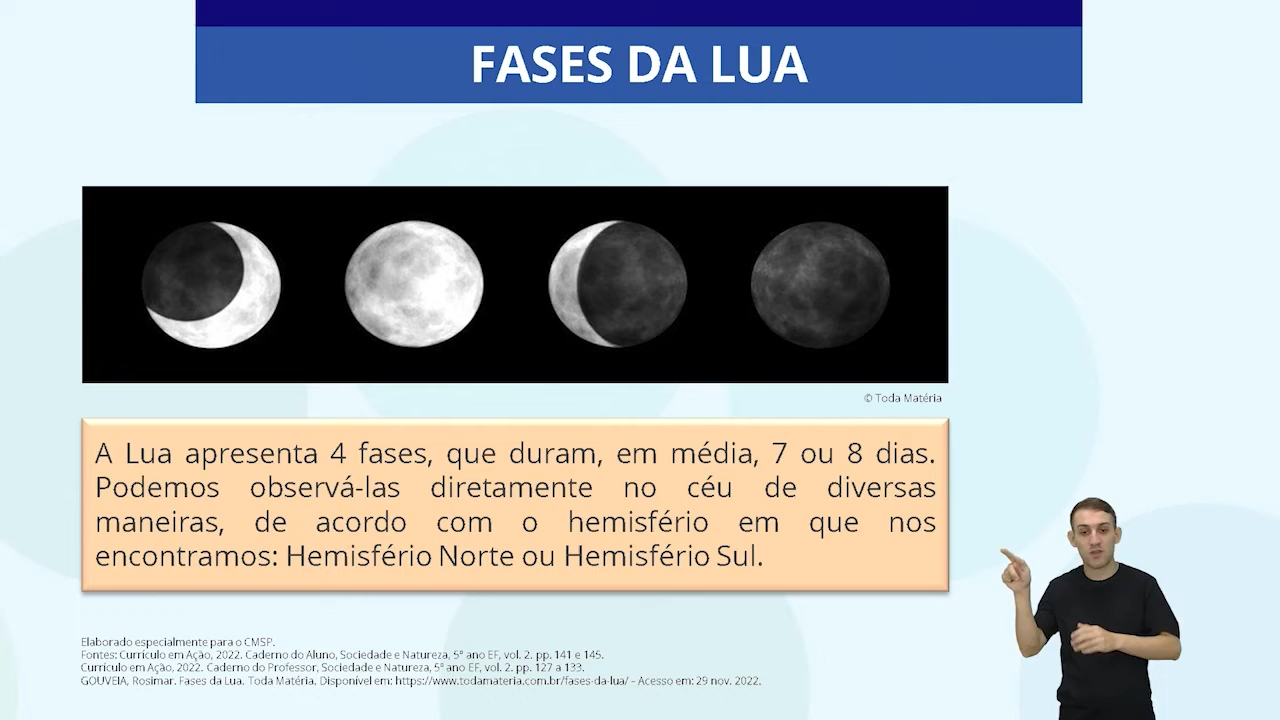 FASES DA LUA
© Toda Matéria
A Lua apresenta 4 fases, que duram, em média, 7 ou 8 dias.
Podemos observá-las diretamente no céu de diversas
maneiras, de acordo com o hemisfério em que nos
encontramos: Hemisfério Norte ou Hemisfério Sul.
Elaborado especialmente para o CMSP.
Fontes: Currículo em Ação, 2022. Caderno do Aluno, Sociedade e Natureza, 5º ano EF, vol. 2. pp. 141 e 145.
Currículo em Ação, 2022. Caderno do Professor, Sociedade e Natureza, 5º ano EF, vol. 2. pp. 127 a 133.
GOUVEIA, Rosimar. Fases da Lua. Toda Matéria, Disponível em: https://www.todamateria.com.br/fases-da-lua/ - Acesso em: 29 nov. 2022.